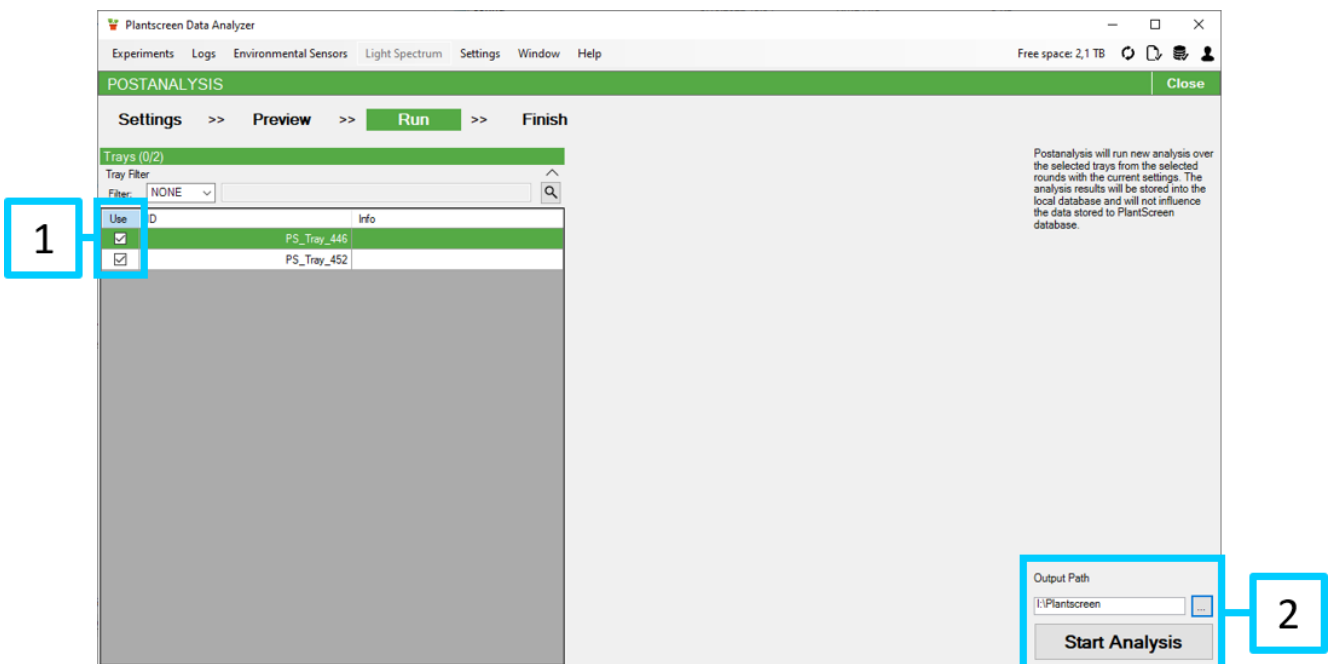 Plantscreen Data Analyzer
Experiments Logs Environmental Sensors Light Spectrum Settings Window Help Free space: 2,1 TB
POSTANALYSIS Close
Settings >> Preview >> Run >> Finish
Trays (0/2)
Tray Filter
Filter: NONE
Use ID Info
PS_Tray_446
PS_Tray_452
1
Postanalysis will run new analysis over
the selected trays from the selected
rounds with the current settings. The
analysis results will be stored into the
local database and will not influence
the data stored to PlantScreen
database.
Output Path
I:\Plantscreen ...
Start Analysis
2